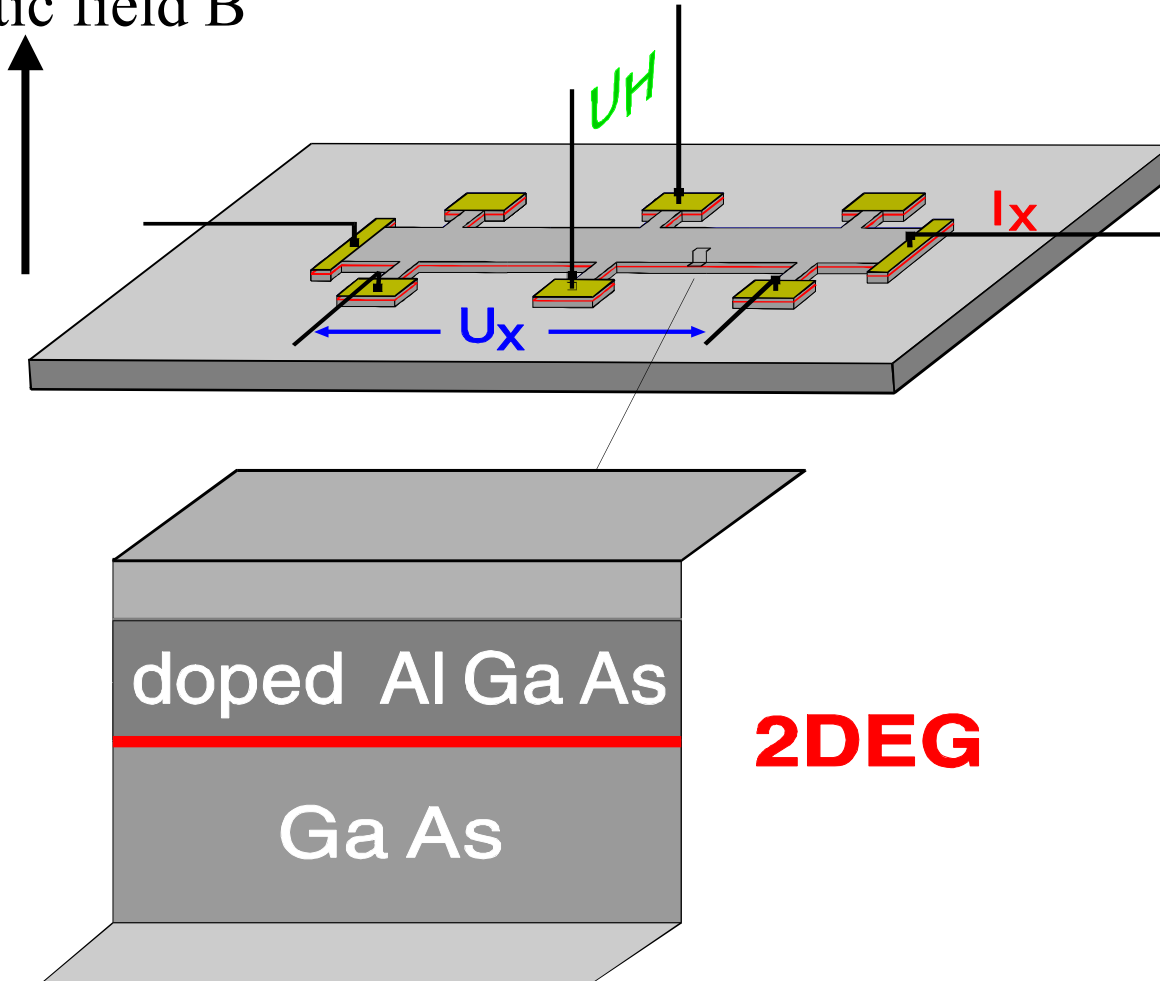 tic field B
UH
Ix
Ux
doped Al Ga As
2DEG
Ga As